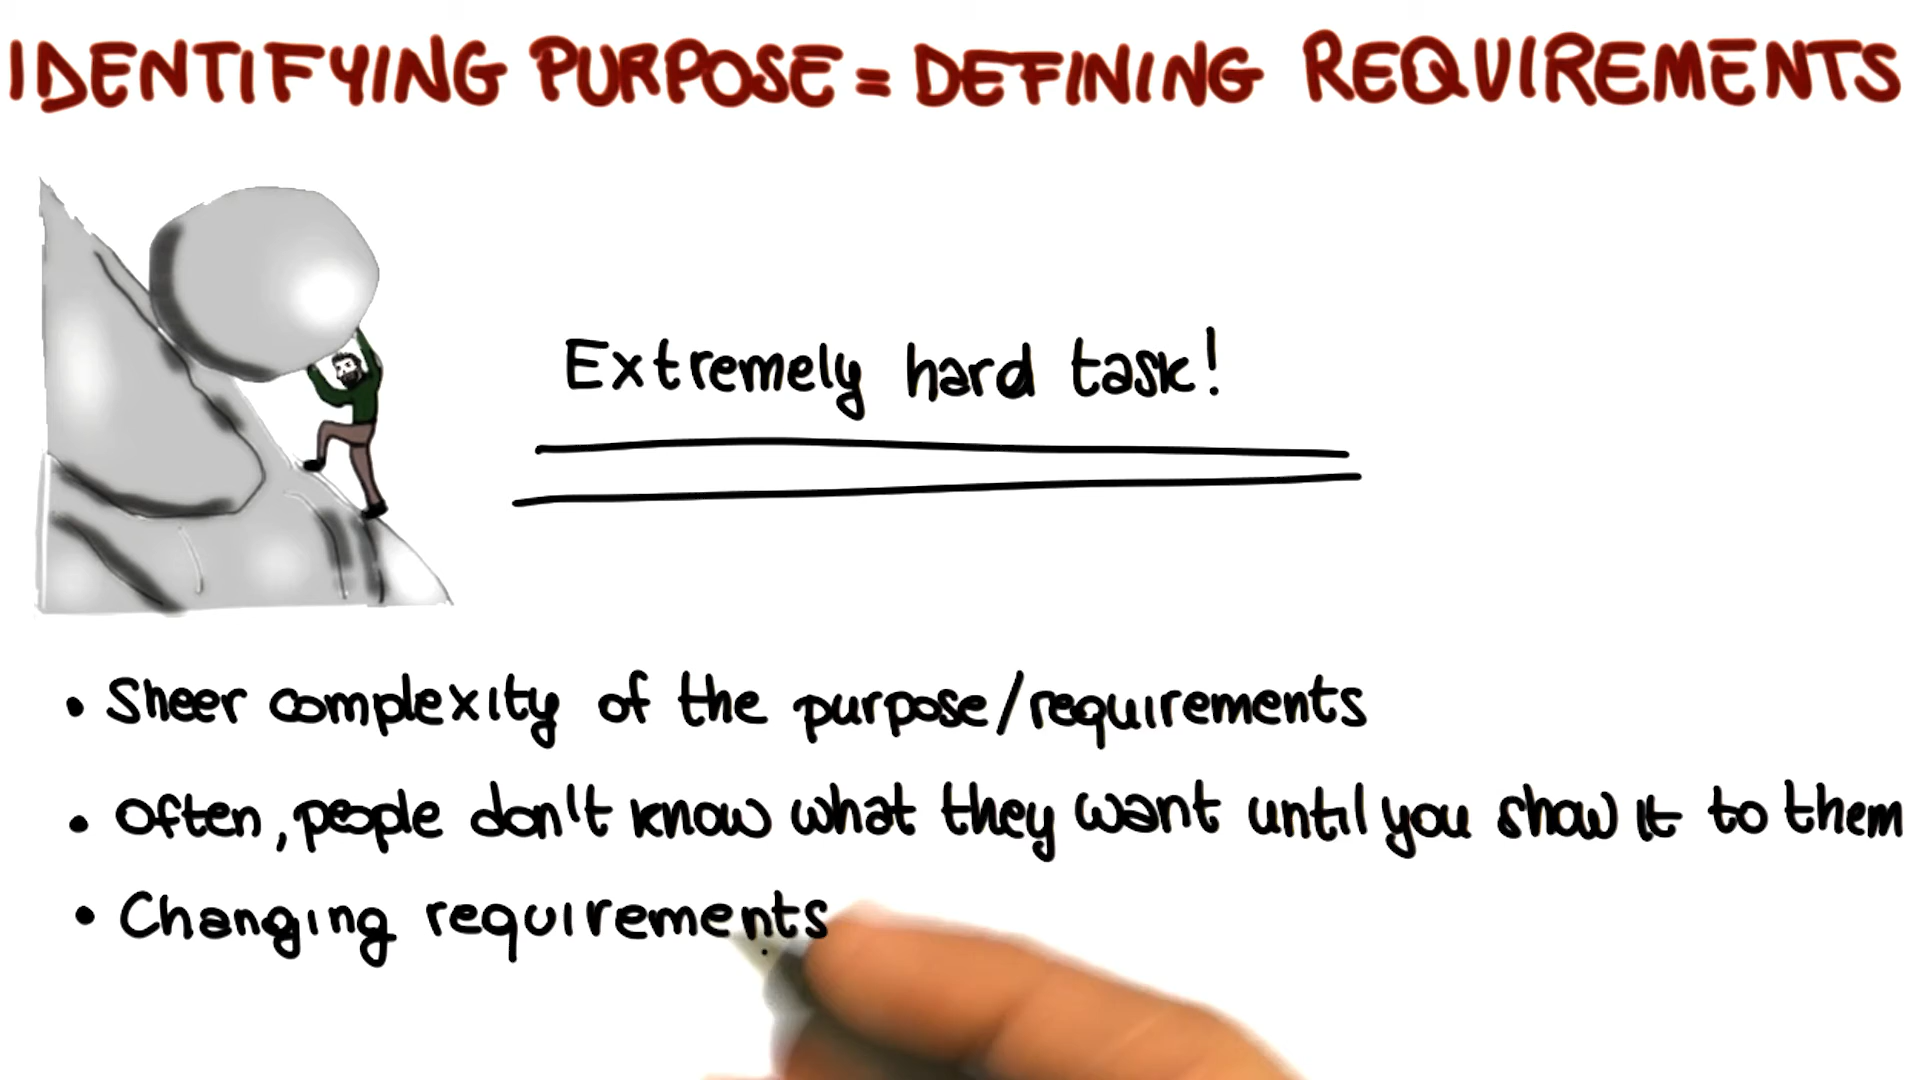 IDENTIFYING PURPOSE = DEFINING REQUIREMENTS
Extremely hard task!
• Sheer complexity of the purpose/requirements
• Often, people don't know what they want until you show it to them
• Changing requirements